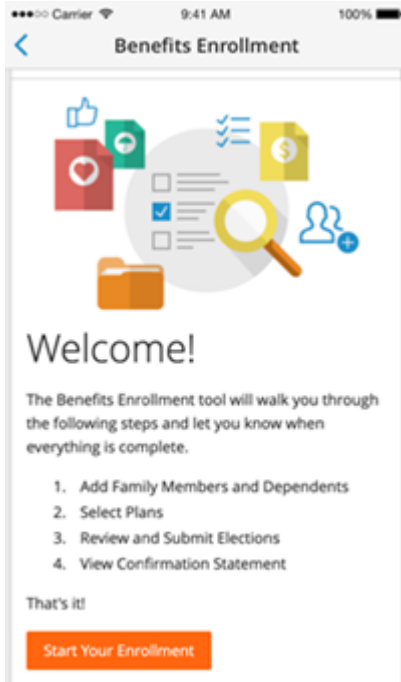 Carrier 9:41 AM 100%
Benefits Enrollment
$
Welcome!
The Benefits Enrollment tool will walk you through
the following steps and let you know when
everything is complete.
1. Add Family Members and Dependents
2. Select Plans
3. Review and Submit Elections
4. View Confirmation Statement
That's it!
Start Your Enrollment